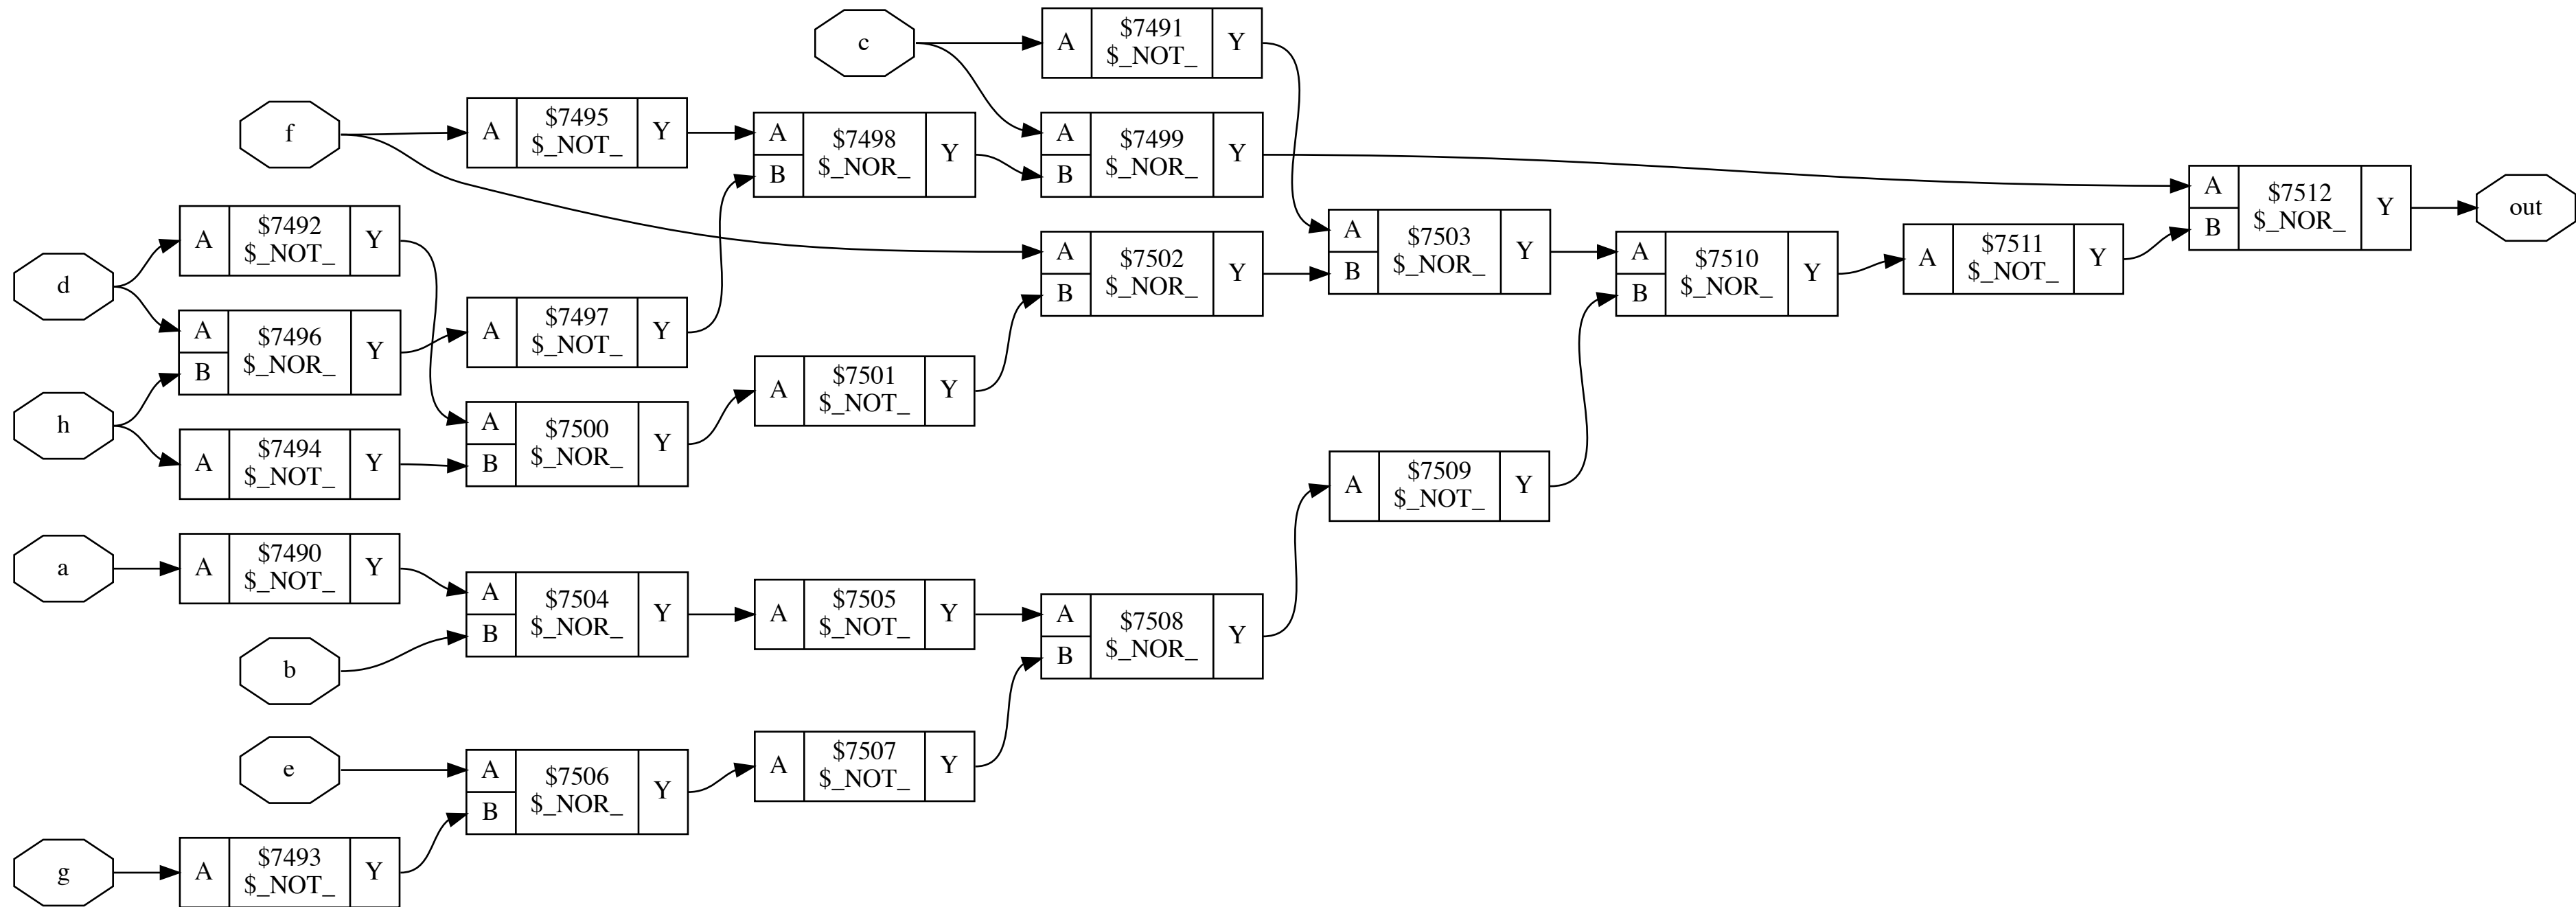 c
A
$7491
$_NOT_
Y
f
A
$7495
$_NOT_
Y
A
B
$7498
$_NOR_
Y
A
B
$7499
$_NOR_
Y
A
B
$7512
$_NOR_
Y
out
d
A
$7492
$_NOT_
Y
A
B
$7502
$_NOR_
Y
A
B
$7503
$_NOR_
Y
A
B
$7510
$_NOR_
Y
A
$7511
$_NOT_
Y
A
B
$7496
$_NOR_
Y
A
$7497
$_NOT_
Y
h
A
$7494
$_NOT_
Y
A
B
$7500
$_NOR_
Y
A
$7501
$_NOT_
Y
A
$7509
$_NOT_
Y
a
A
$7490
$_NOT_
Y
b
A
B
$7504
$_NOR_
Y
A
$7505
$_NOT_
Y
A
B
$7508
$_NOR_
Y
e
A
B
$7506
$_NOR_
Y
A
$7507
$_NOT_
Y
g
A
$7493
$_NOT_
Y